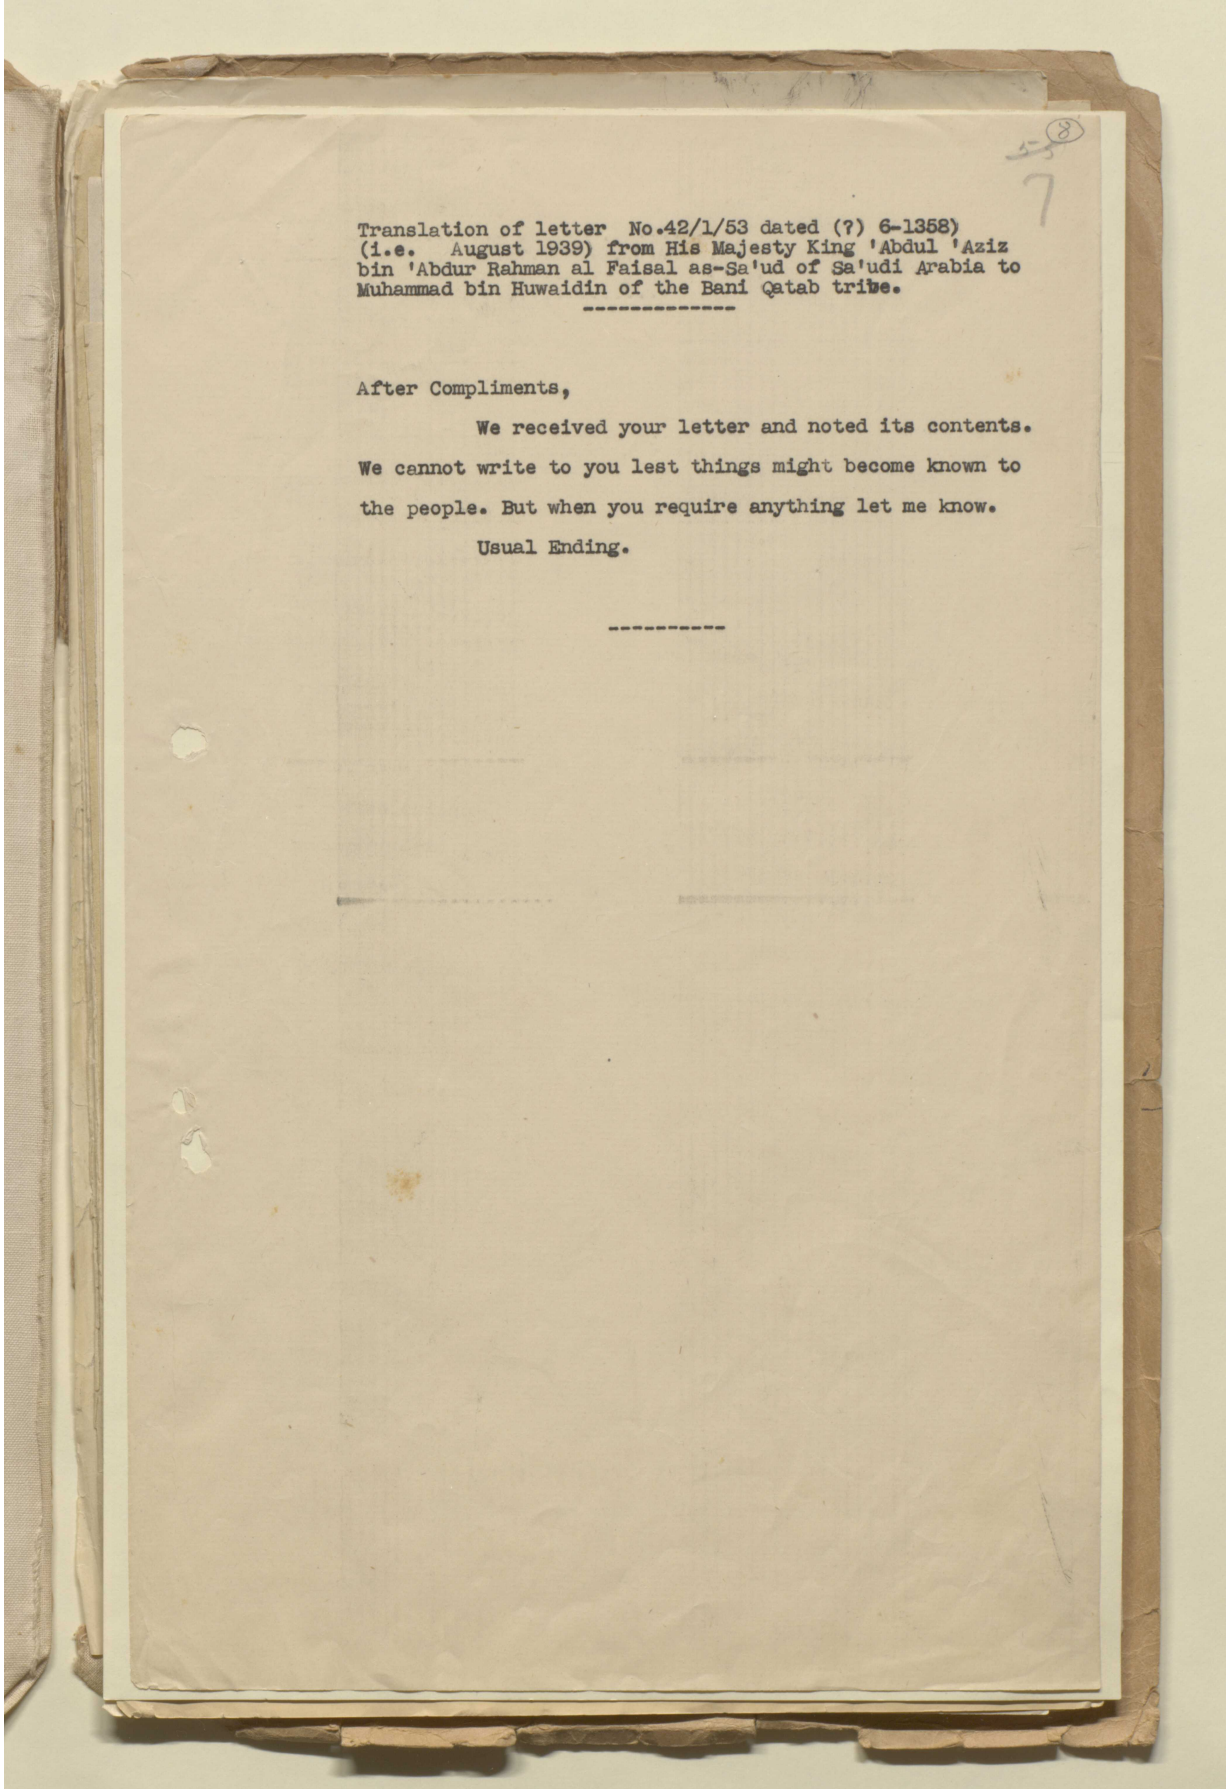 8
55
7
Translation of letter No.42/1/53 dated (?) 6-1358)
(i.e. August 1939) from His Majesty King 'Abdul 'Aziz
bin 'Abdur Rahman al Faisal as-Sa'ud of Sa'udi Arabia to
Muhammad bin Huwaidin of the Bani Qatab tribe.
-------------
After Compliments,
We received your letter and noted its contents.
We cannot write to you lest things might become known to
the people. But when you require anything let me know.
Usual Ending.
----------